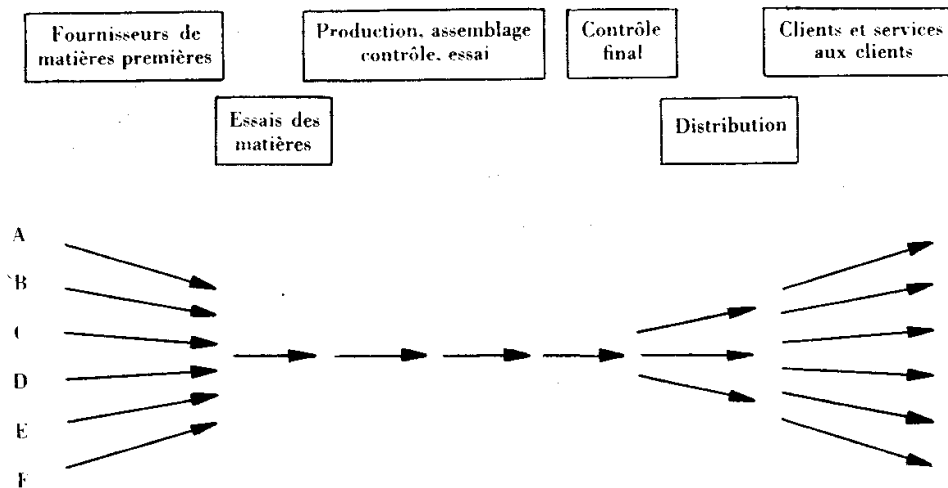 Fournisseurs de
matières premières
Production, assemblage
contrôle, essai
Contrôle
final
Clients et services
aux clients
Essais des
matières
Distribution
A
B
C
D
E
F